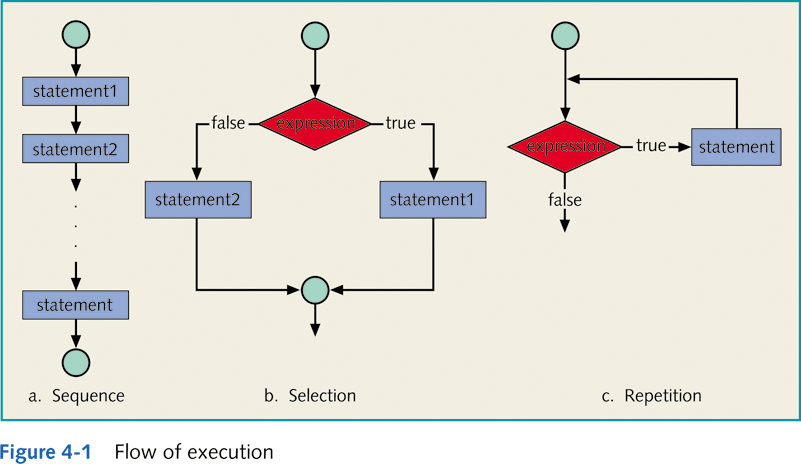 statement1
statement2
.
.
.
statement
a. Sequence
expression
false
true
statement2
statement1
b. Selection
expression
true
statement
false
c. Repetition
Figure 4-1 Flow of execution